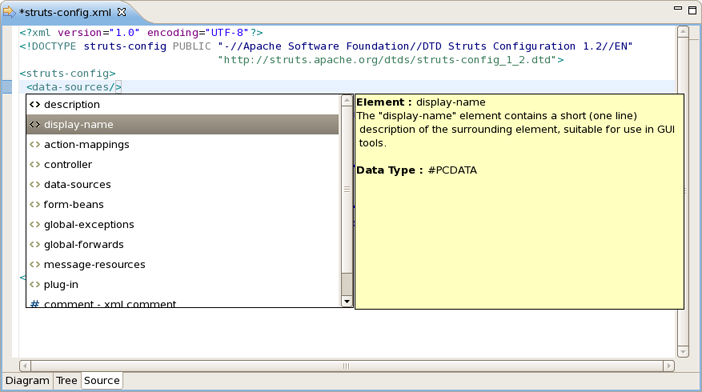 *struts-config.xml
<?xml version="1.0" encoding="UTF-8"?>
<!DOCTYPE struts-config PUBLIC "-//Apache Software Foundation//DTD Struts Configuration 1.2//EN"
"http://struts.apache.org/dtds/struts-config_1_2.dtd">
<struts-config>
<data-sources/>
<> description
<> display-name
<> action-mappings
<> controller
<> data-sources
<> form-beans
<> global-exceptions
<> global-forwards
<> message-resources
<> plug-in
# comment - xml comment
Element : display-name
The "display-name" element contains a short (one line)
description of the surrounding element, suitable for use in GUI
tools.
Data Type : #PCDATA
<
Diagram Tree Source